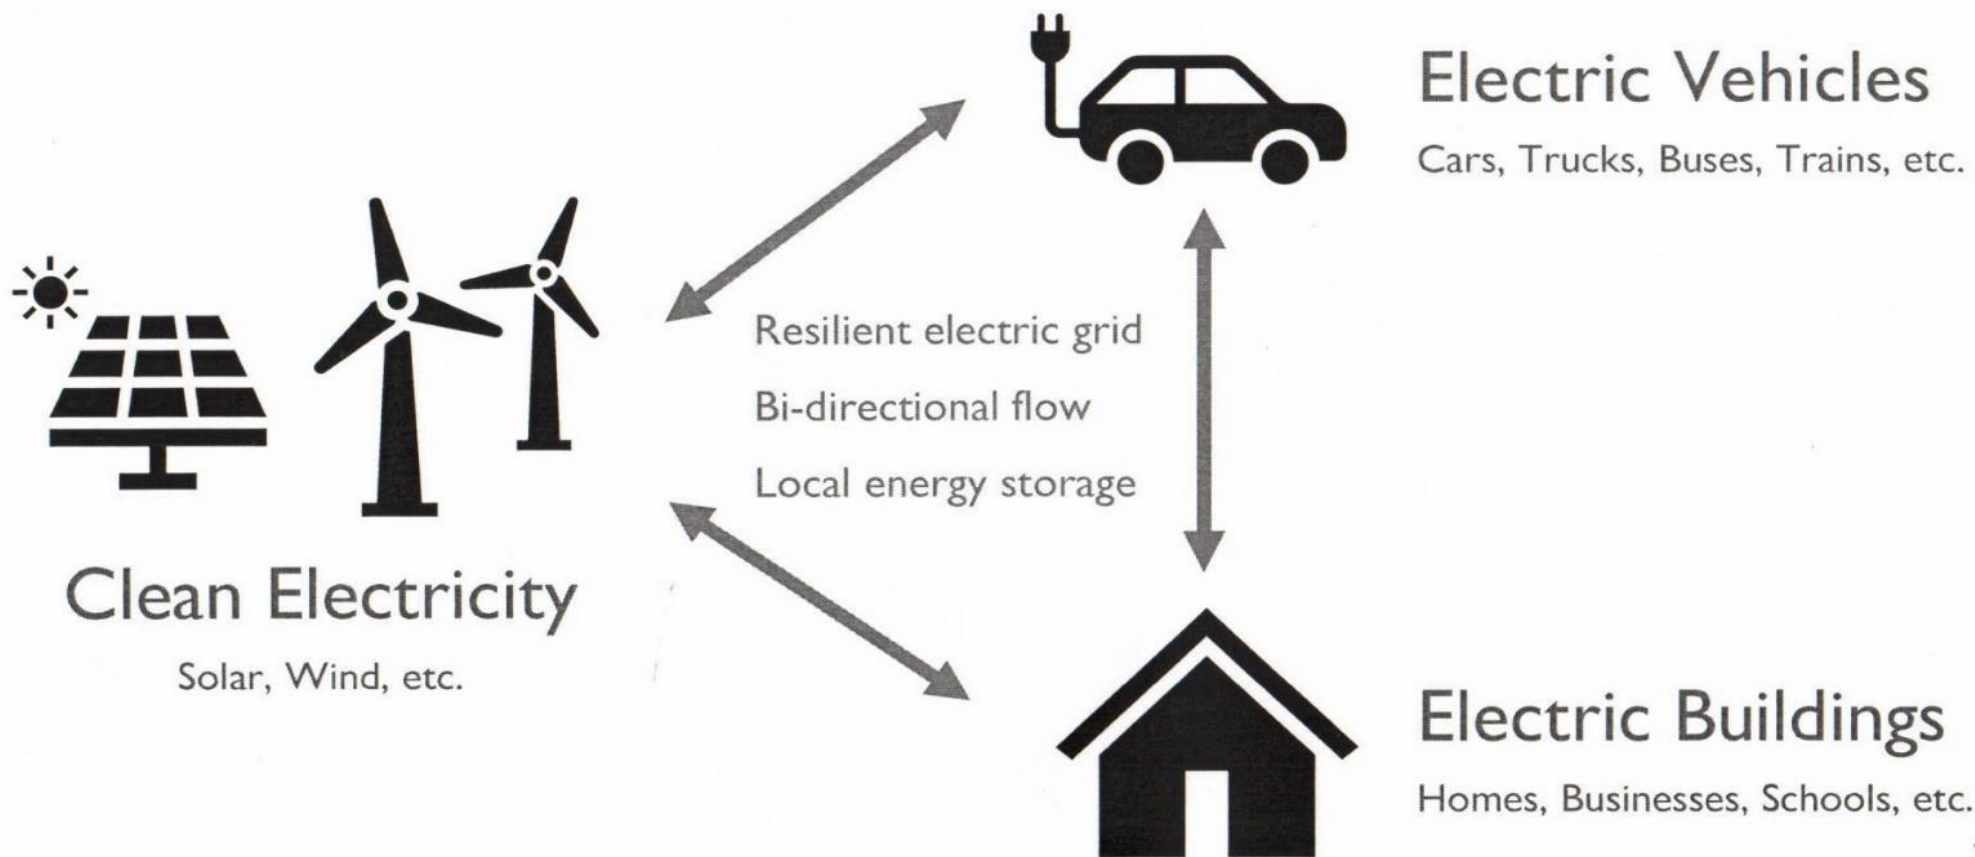 Electric Vehicles
Cars, Trucks, Buses, Trains, etc.
Resilient electric grid
Bi-directional flow
Local energy storage
Clean Electricity
Solar, Wind, etc.
Electric Buildings
Homes, Businesses, Schools, etc.